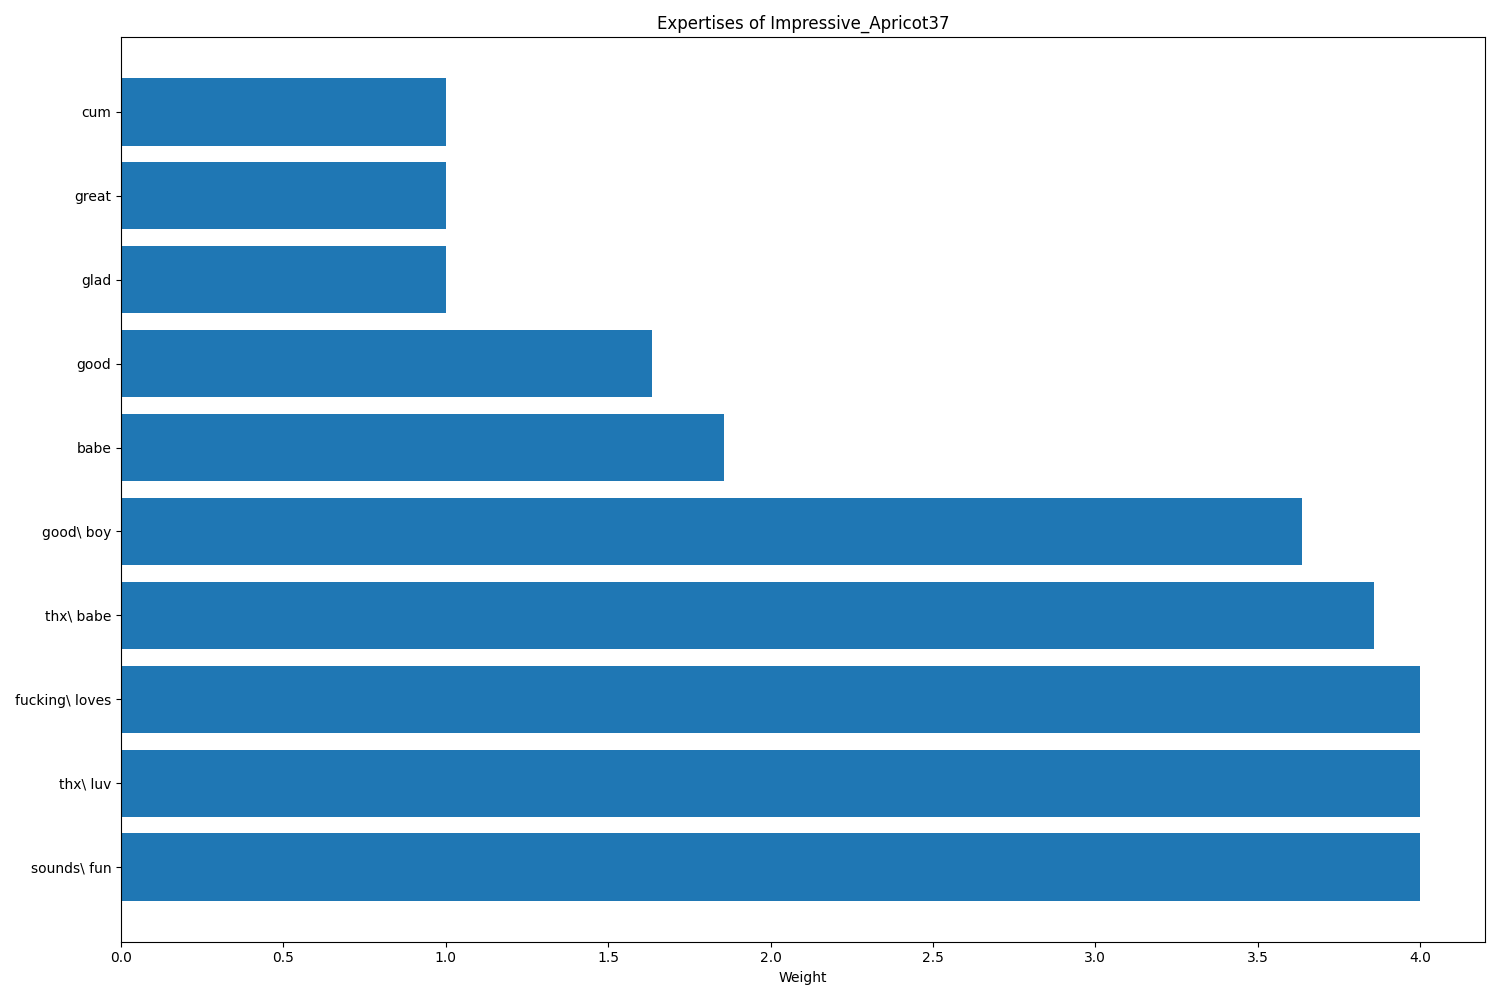 Expertises of Impressive_Apricot37
cum
great
glad
good
babe
good\ boy
thx\ babe
fucking\ loves
thx\ luv
sounds\ fun
0.0 0.5 1.0 1.5 2.0 2.5 3.0 3.5 4.0
Weight